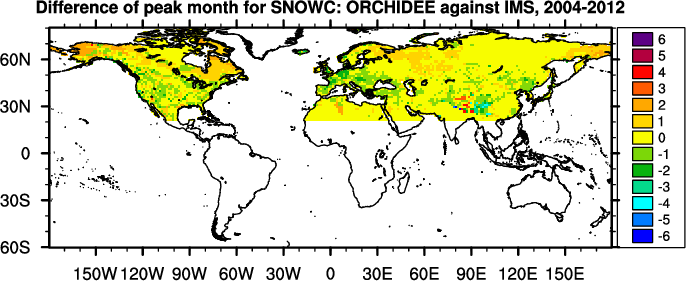 Difference of peak month for SNOWC: ORCHIDEE against IMS, 2004-2012
60N
30N
0
30S
60S
150W 120W 90W 60W 30W 0 30E 60E 90E 120E 150E
6
5
4
3
2
1
0
-1
-2
-3
-4
-5
-6